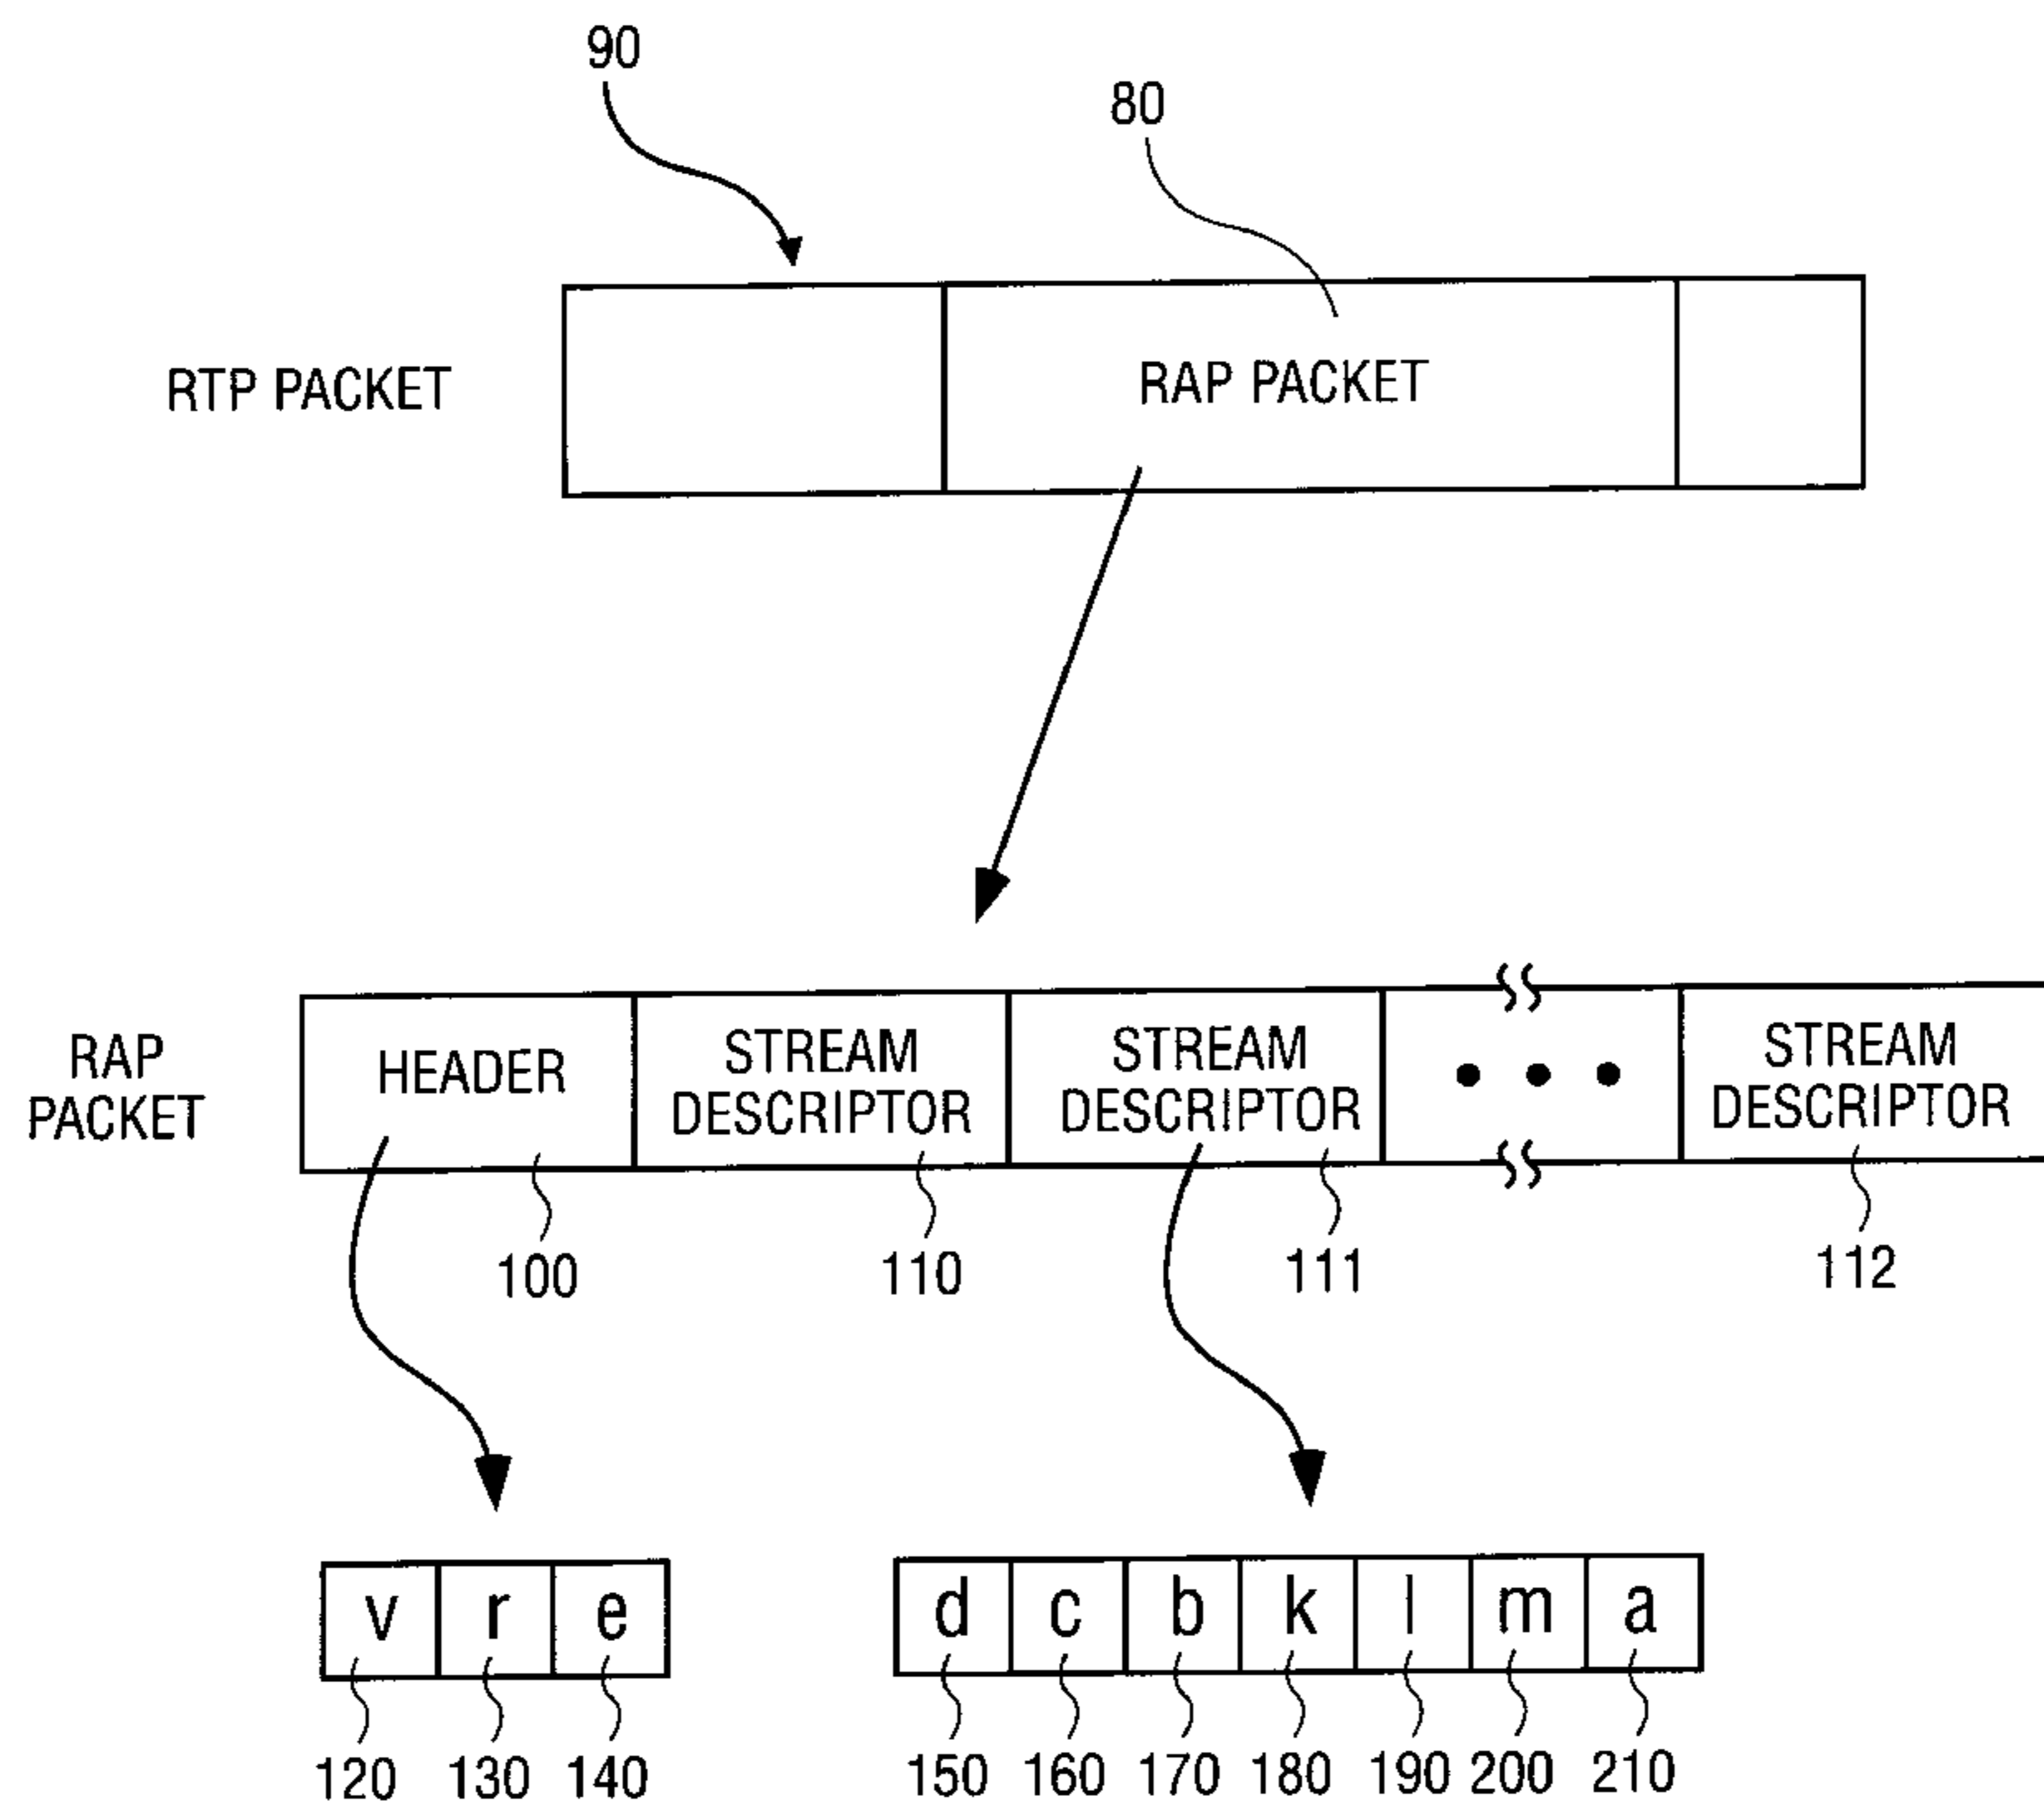 90
80
RTP PACKET
RAP PACKET
RAP
PACKET
HEADER
STREAM
DESCRIPTOR
STREAM
DESCRIPTOR
• • •
STREAM
DESCRIPTOR
100
110
111
112
v r e
d c b k l m a
120 130 140
150 160 170 180 190 200 210